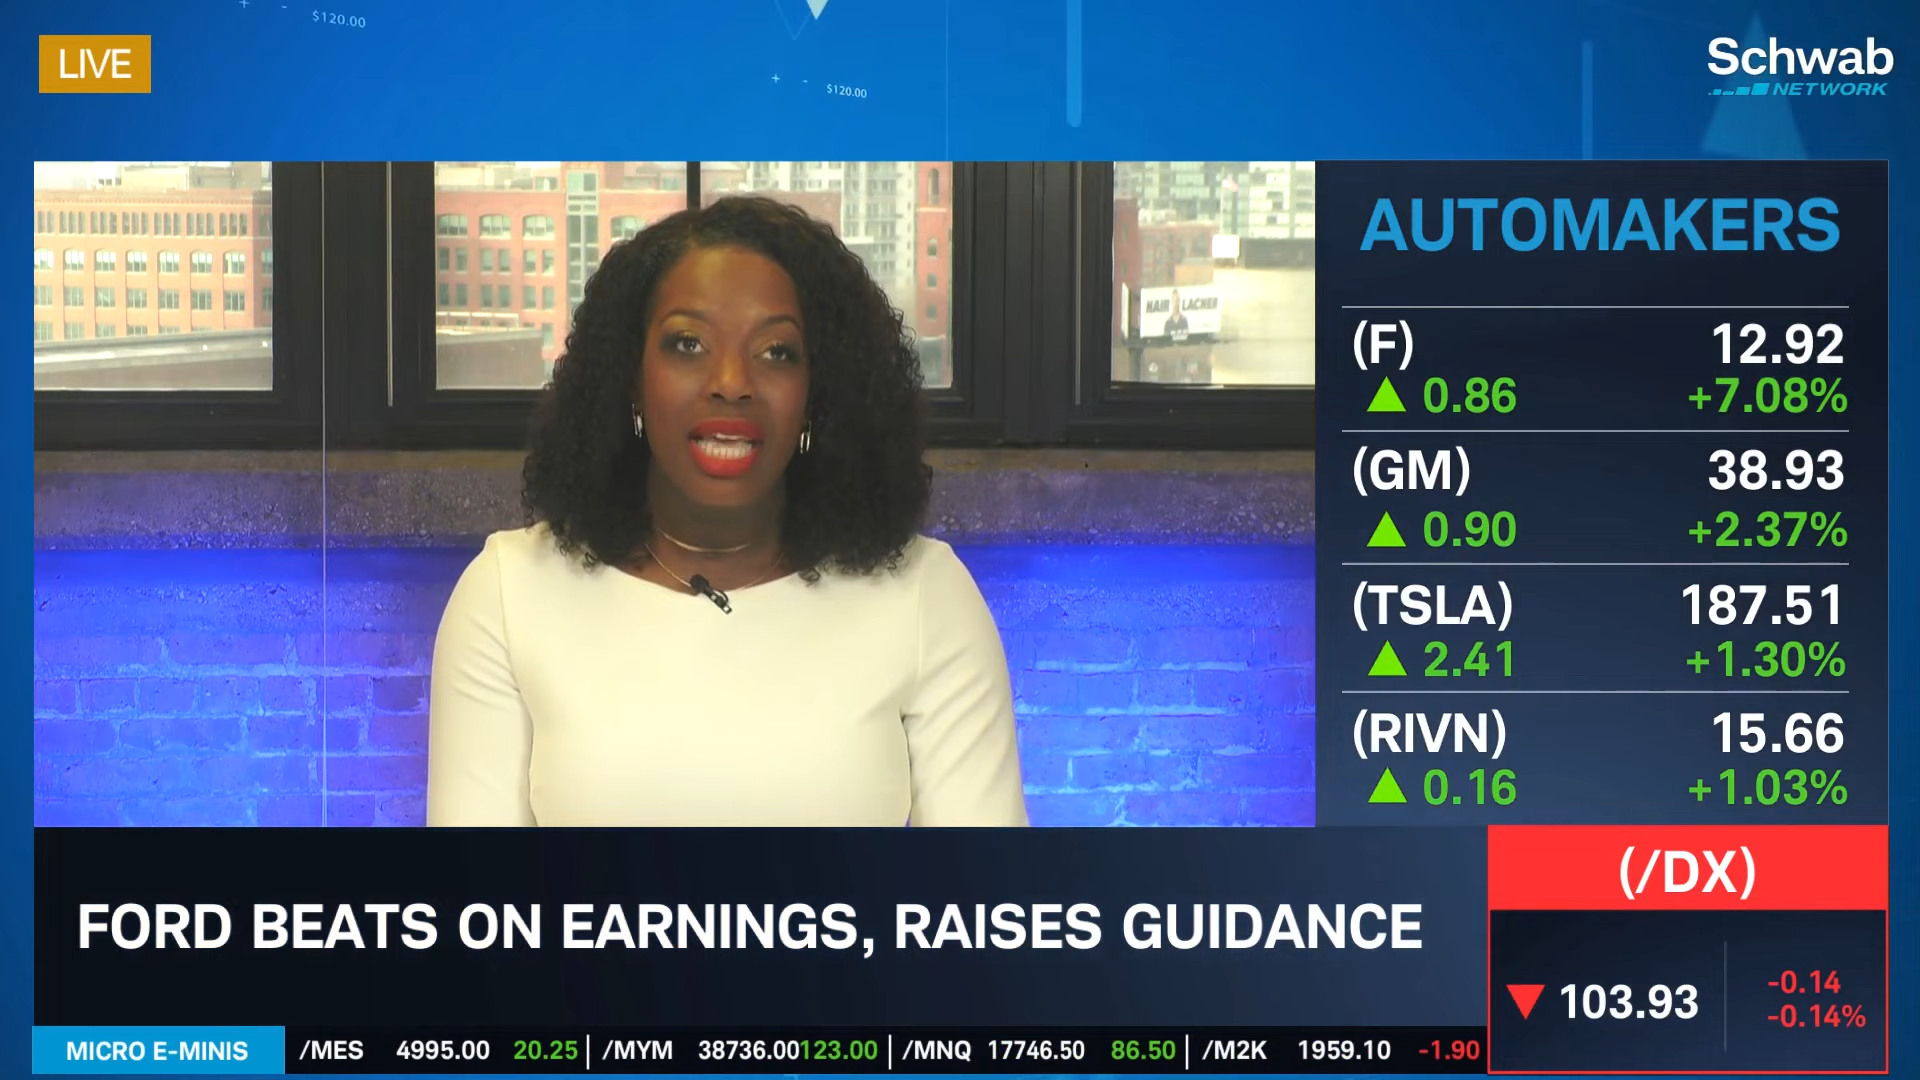 $120.00
LIVE
Schwab
NETWORK
$120.00
HAIR LACHER
AUTOMAKERS
(F) 12.92
▲ 0.86 +7.08%
(GM) 38.93
▲ 0.90 +2.37%
(TSLA) 187.51
▲ 2.41 +1.30%
(RIVN) 15.66
▲ 0.16 +1.03%
FORD BEATS ON EARNINGS, RAISES GUIDANCE
(/DX)
▼ 103.93 -0.14
-0.14%
MICRO E-MINIS /MES 4995.00 20.25 /MYM 38736.00 123.00 /MNQ 17746.50 86.50 /M2K 1959.10 -1.90